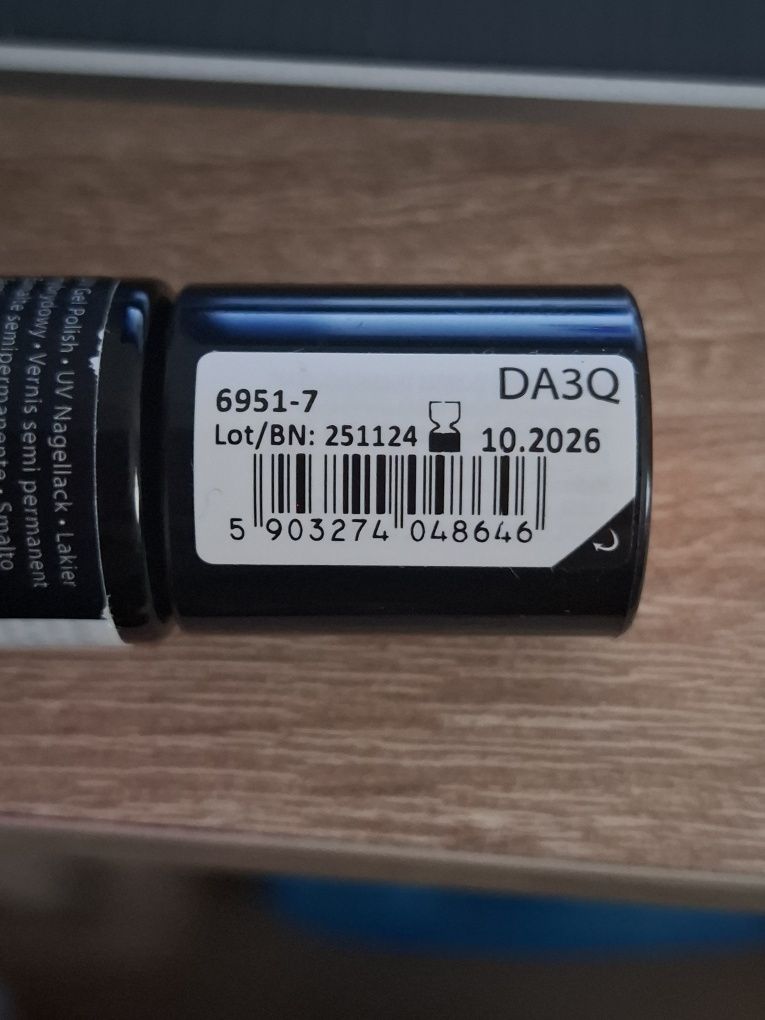 6951-7
DA3Q
Lot/BN: 251124
10.2026
5 903274 048646
Gel Polish • UV Nagellack •
• Vernis semi permanent • Lakier
semipermanente • Smalto